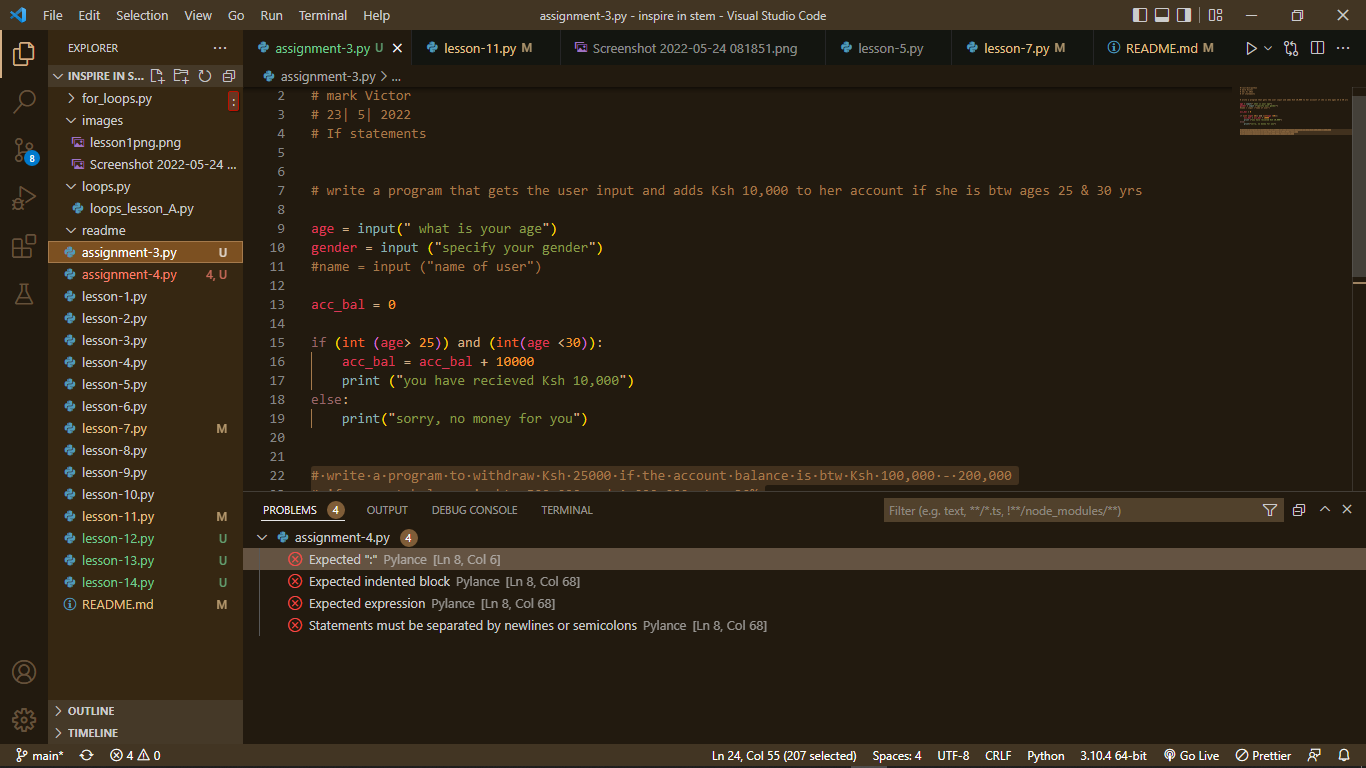 File Edit Selection View Go Run Terminal Help
assignment-3.py - inspire in stem - Visual Studio Code
EXPLORER
INSPIRE IN S...
for_loops.py
images
lesson1png.png
Screenshot 2022-05-24 ...
loops.py
loops_lesson_A.py
readme
assignment-3.py U
assignment-4.py 4, U
lesson-1.py
lesson-2.py
lesson-3.py
lesson-4.py
lesson-5.py
lesson-6.py
lesson-7.py M
lesson-8.py
lesson-9.py
lesson-10.py
lesson-11.py M
lesson-12.py U
lesson-13.py U
lesson-14.py U
README.md M
OUTLINE
TIMELINE
8
assignment-3.py U lesson-11.py M Screenshot 2022-05-24 081851.png lesson-5.py lesson-7.py M README.md M
assignment-3.py > ...
2 # mark Victor
3 # 23| 5| 2022
4 # If statements
5
6
7 # write a program that gets the user input and adds Ksh 10,000 to her account if she is btw ages 25 & 30 yrs
8
9 age = input(" what is your age")
10 gender = input ("specify your gender")
11 #name = input ("name of user")
12
13 acc_bal = 0
14
15 if (int (age> 25)) and (int(age <30)):
16 acc_bal = acc_bal + 10000
17 print ("you have recieved Ksh 10,000")
18 else:
19 print("sorry, no money for you")
20
21
22 # write a program to withdraw Ksh 25000 if the account balance is btw Ksh 100,000 - 200,000
PROBLEMS 4 OUTPUT DEBUG CONSOLE TERMINAL
Filter (e.g. text, **/*.ts, !**/node_modules/**)
assignment-4.py 4
Expected ":" Pylance [Ln 8, Col 6]
Expected indented block Pylance [Ln 8, Col 68]
Expected expression Pylance [Ln 8, Col 68]
Statements must be separated by newlines or semicolons Pylance [Ln 8, Col 68]
main* 4 0 Ln 24, Col 55 (207 selected) Spaces: 4 UTF-8 CRLF Python 3.10.4 64-bit Go Live Prettier